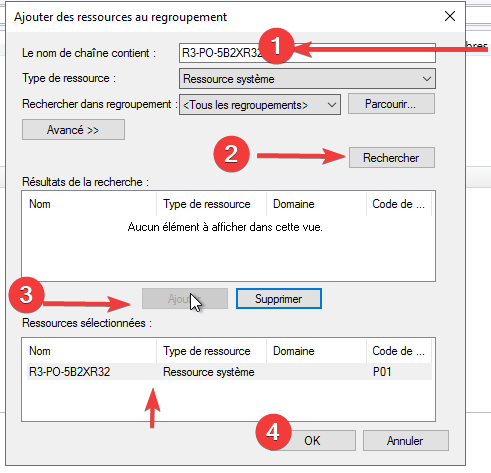 Ajouter des ressources au regroupement
Le nom de chaîne contient : R3-PO-5B2XR32 1
Type de ressource : Ressource système
Rechercher dans regroupement : <Tous les regroupements> Parcourir...
Avancé >>
2 Rechercher
Résultats de la recherche :
Nom Type de ressource Domaine Code de ...
Aucun élément à afficher dans cette vue.
3 Supprimer
Ressources sélectionnées :
Nom Type de ressource Domaine Code de ...
R3-PO-5B2XR32 Ressource système P01
4 OK Annuler